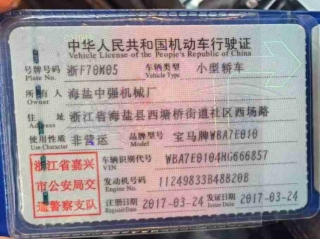 中华人民共和国机动车行驶证
Vehicle License of the People's Republic of China
号牌号码 浙F70M05 车辆类型 小型轿车
Plate No. Vehicle Type
所有人 海盐中强机械厂
Owner
住址 浙江省海盐县西塘桥街道社区西场路
Address
使用性质 非营运 品牌型号 宝马牌WBA7E010
Use Character Model
浙江省嘉兴
市公安局交
通警察支队
车辆识别代号 WBA7E0104HG666857
VIN
发动机号码 11249833B48B20B
Engine No.
注册日期 2017-03-24 发证日期 2017-03-24
Register Date Issue Date